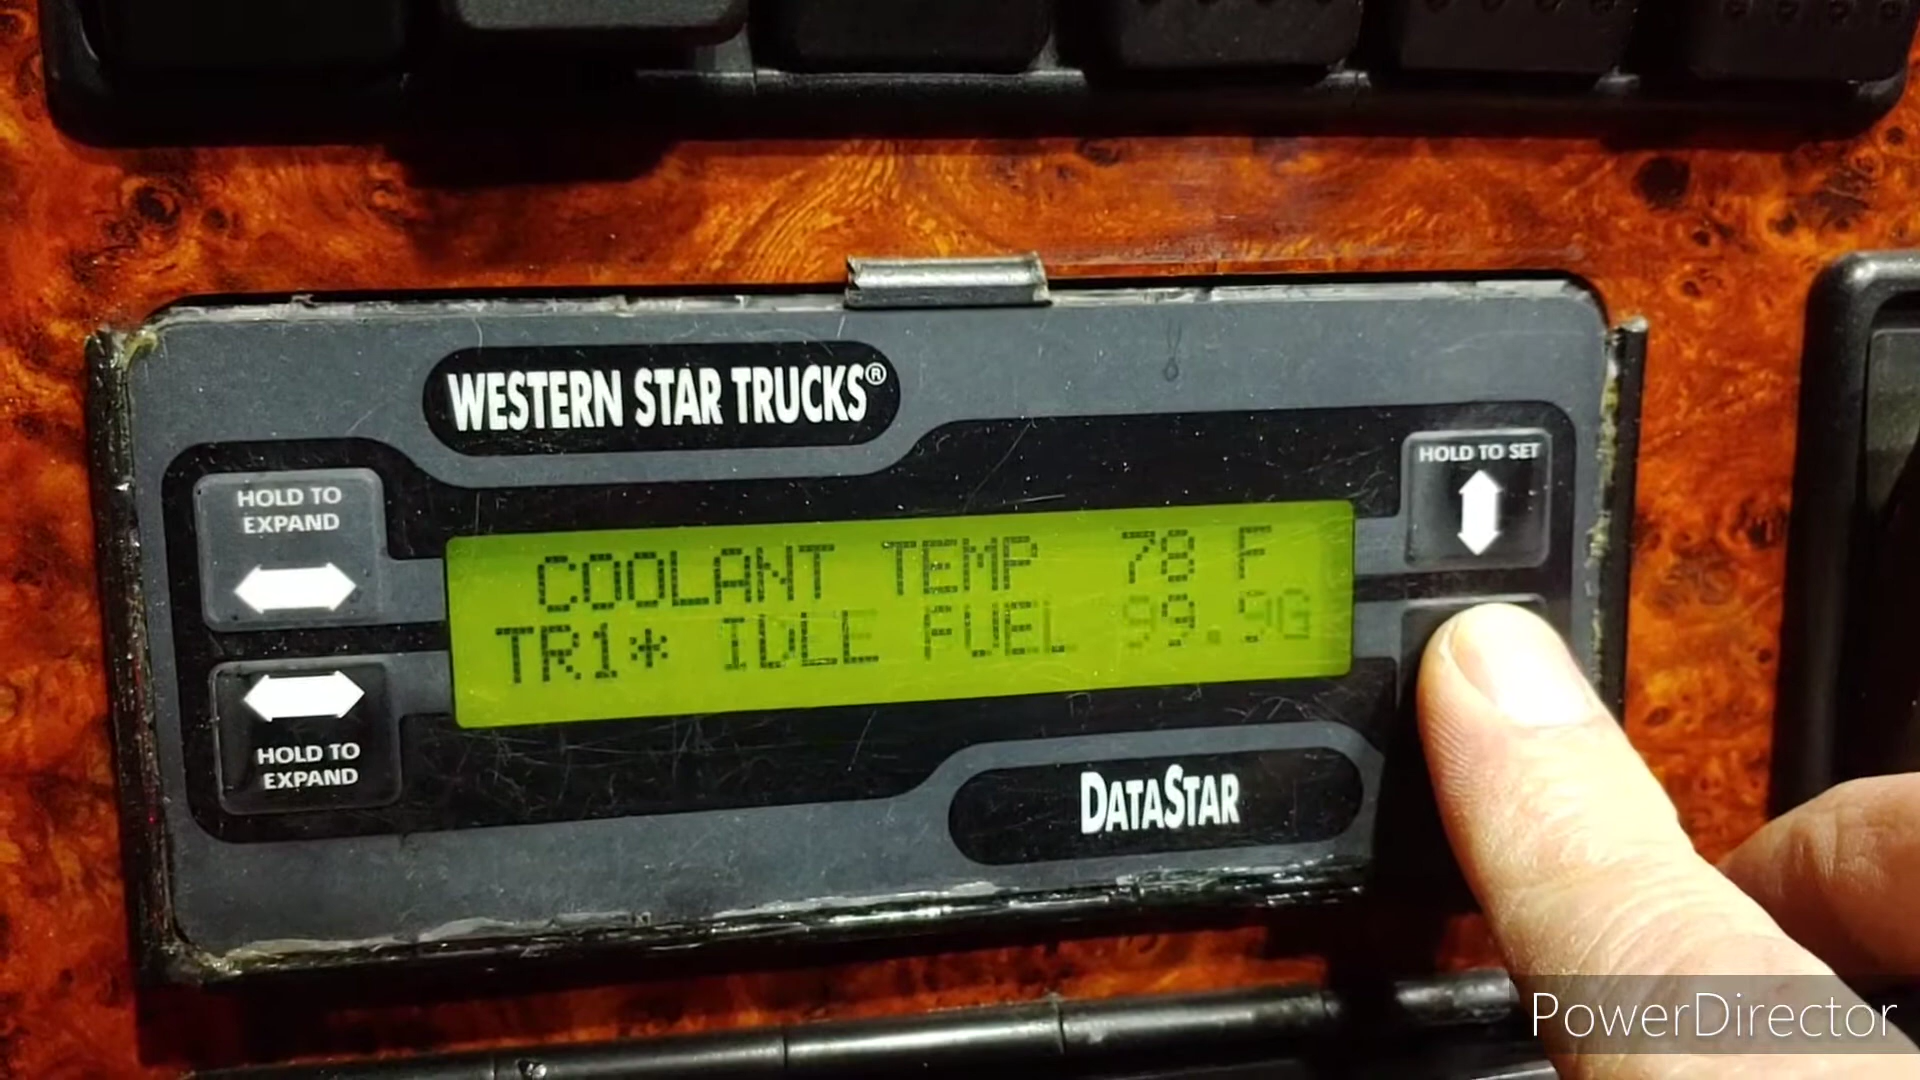 WESTERN STAR TRUCKS®
HOLD TO SET
HOLD TO
EXPAND
COOLANT TEMP 78 F
TR1* IDLE FUEL 99.9G
HOLD TO
EXPAND
DATASTAR
PowerDirector